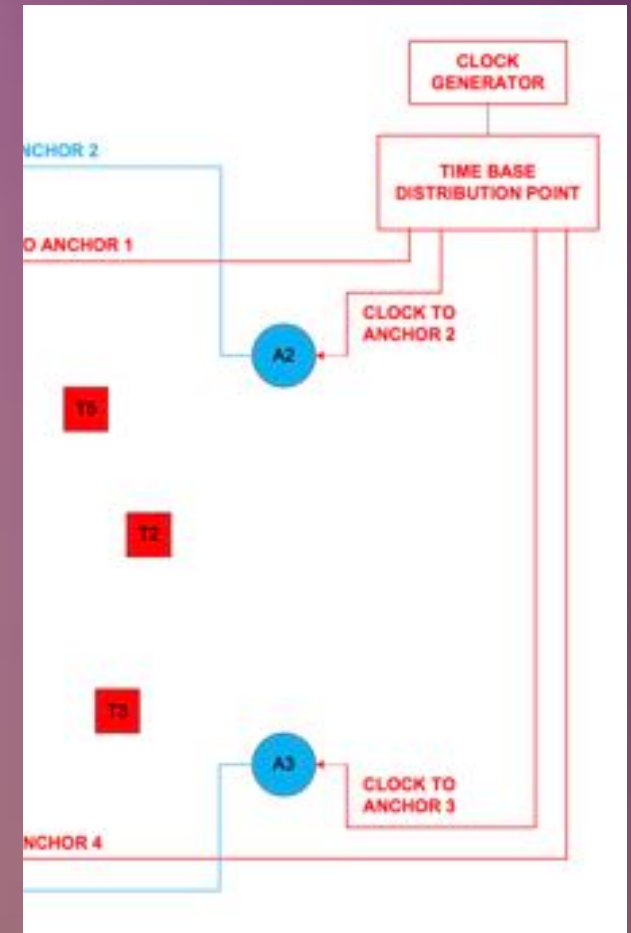 CLOCK
GENERATOR
TIME BASE
DISTRIBUTION POINT
NCHOR 2
O ANCHOR 1
CLOCK TO
ANCHOR 2
A2
T5
T2
T3
A3
CLOCK TO
ANCHOR 3
NCHOR 4